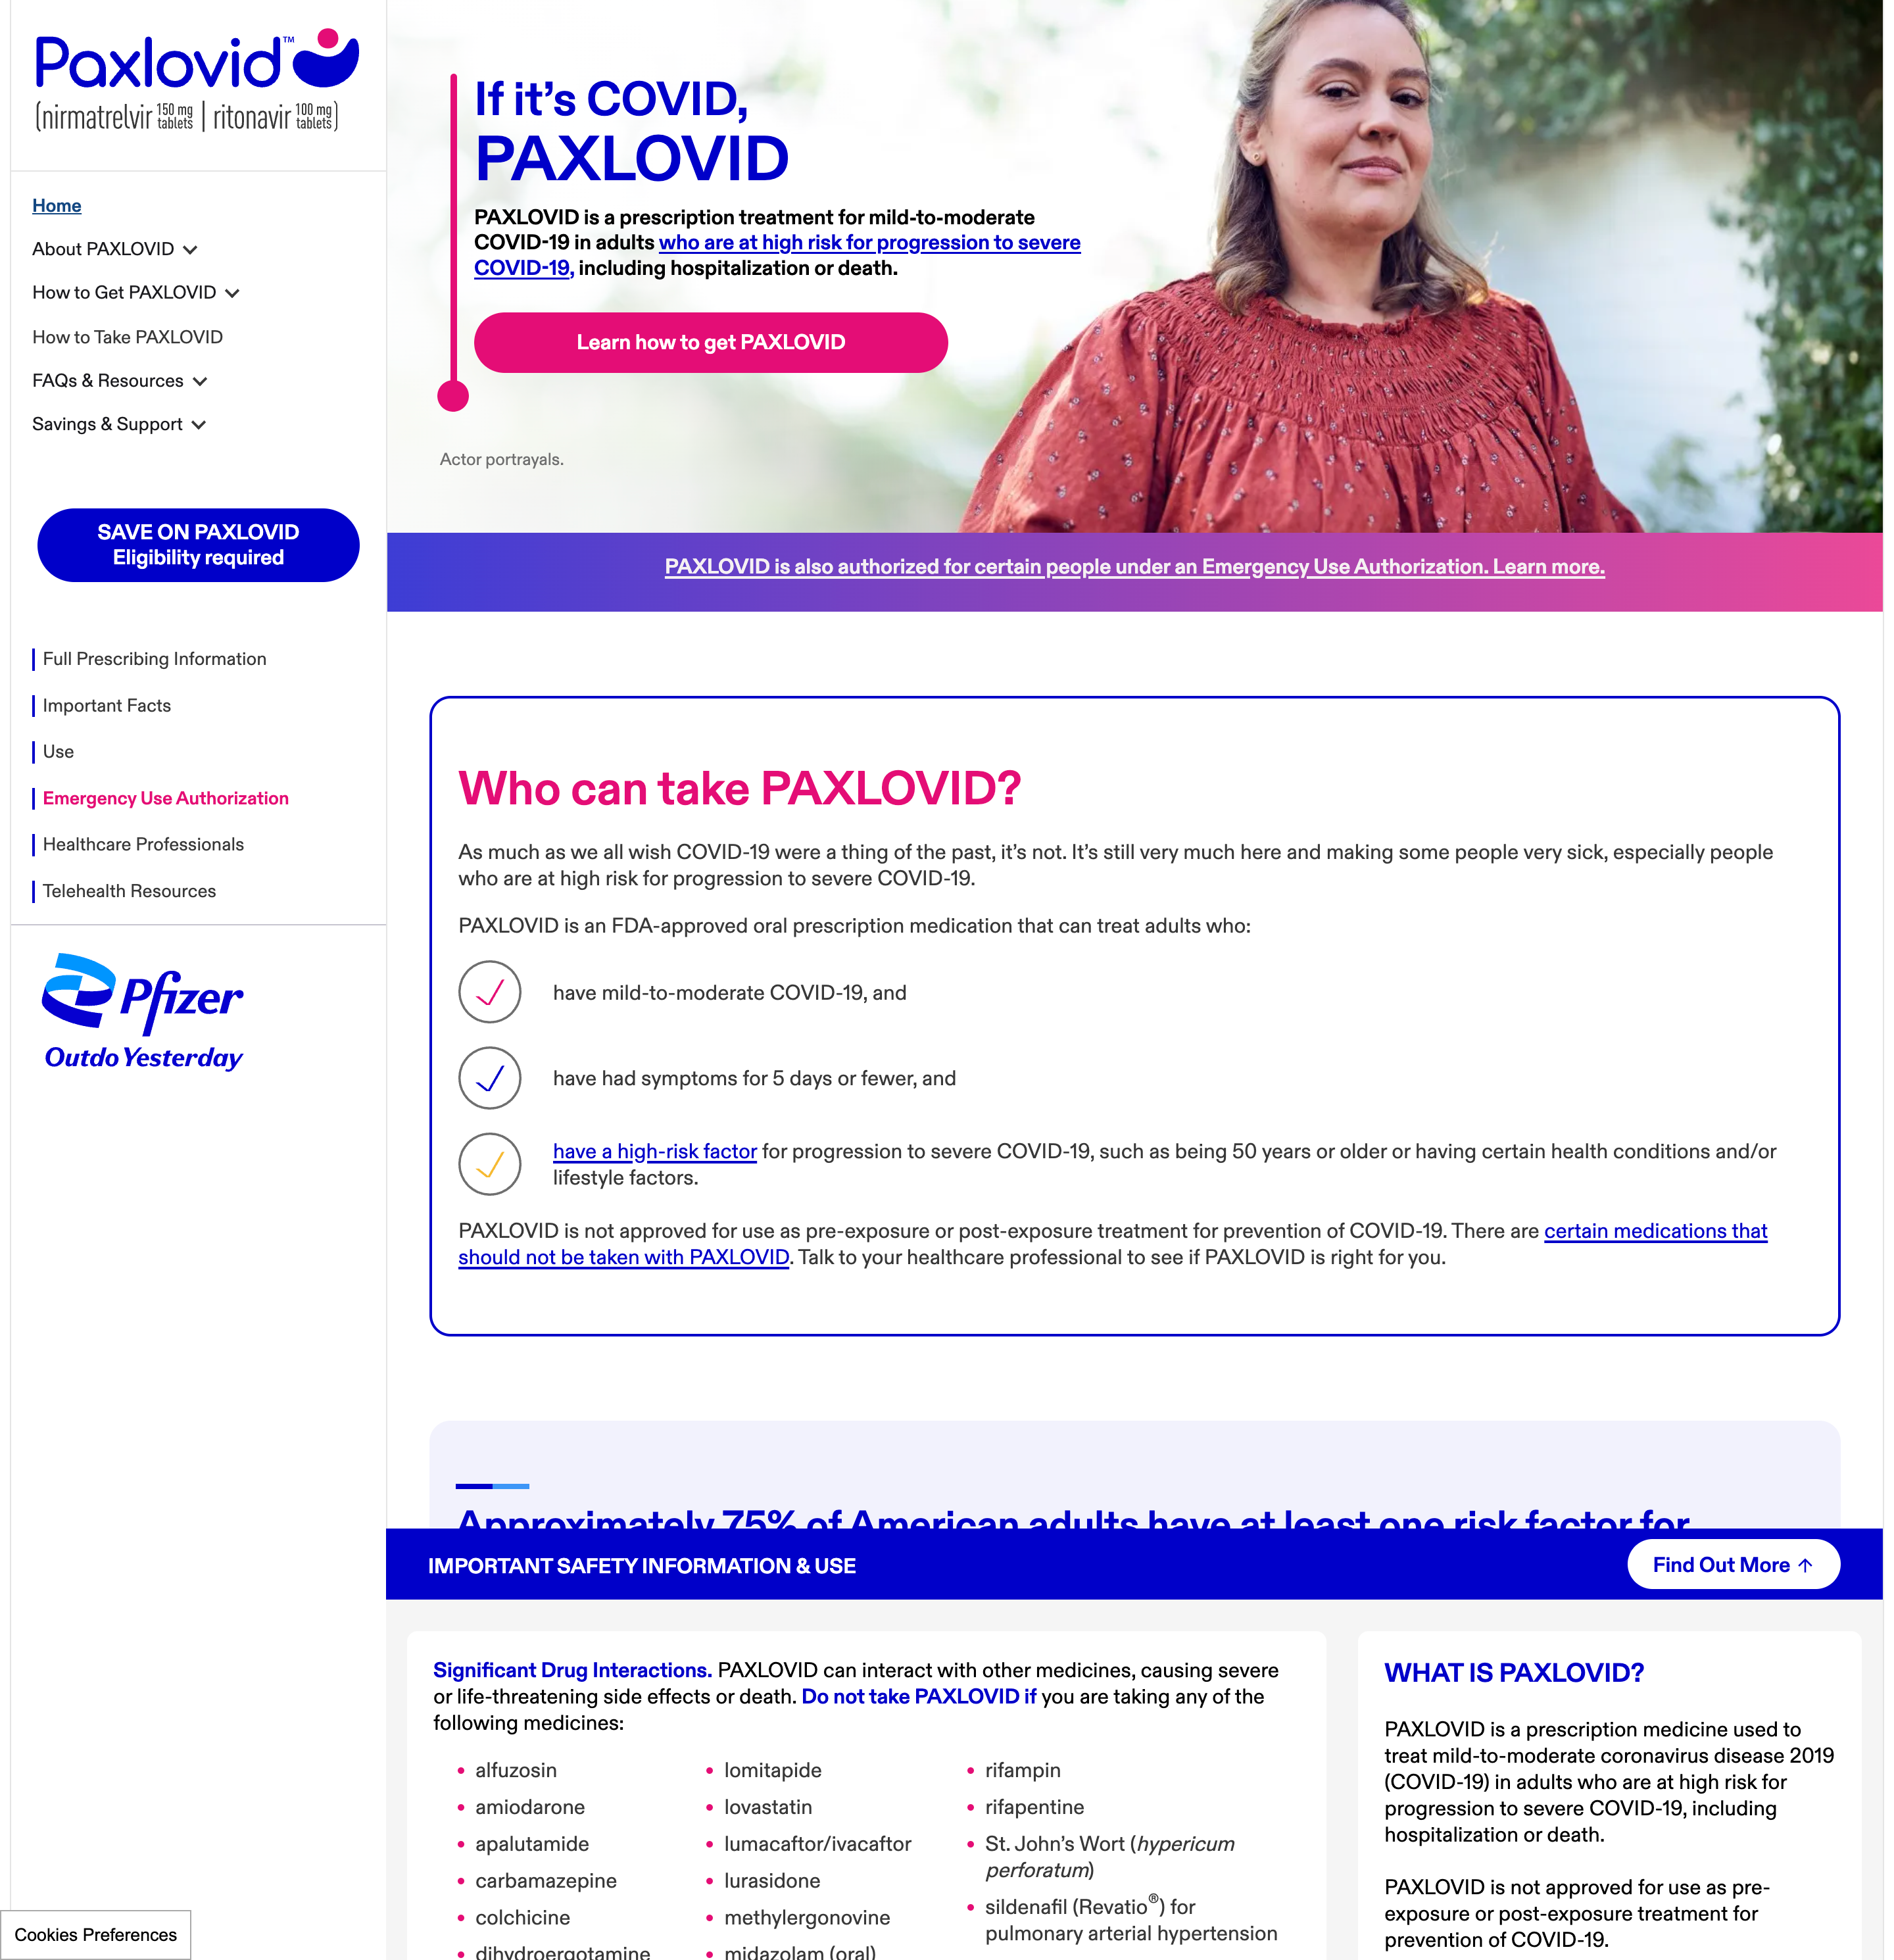 Paxlovid™
(nirmatrelvir 150 mg tablets | ritonavir 100 mg tablets)
Home
About PAXLOVID
How to Get PAXLOVID
How to Take PAXLOVID
FAQs & Resources
Savings & Support
SAVE ON PAXLOVID
Eligibility required
Full Prescribing Information
Important Facts
Use
Emergency Use Authorization
Healthcare Professionals
Telehealth Resources
Pfizer
Outdo Yesterday
Cookies Preferences
If it's COVID,
PAXLOVID
PAXLOVID is a prescription treatment for mild-to-moderate
COVID-19 in adults who are at high risk for progression to severe
COVID-19, including hospitalization or death.
Learn how to get PAXLOVID
Actor portrayals.
PAXLOVID is also authorized for certain people under an Emergency Use Authorization. Learn more.
Who can take PAXLOVID?
As much as we all wish COVID-19 were a thing of the past, it's not. It's still very much here and making some people very sick, especially people
who are at high risk for progression to severe COVID-19.
PAXLOVID is an FDA-approved oral prescription medication that can treat adults who:
have mild-to-moderate COVID-19, and
have had symptoms for 5 days or fewer, and
have a high-risk factor for progression to severe COVID-19, such as being 50 years or older or having certain health conditions and/or
lifestyle factors.
PAXLOVID is not approved for use as pre-exposure or post-exposure treatment for prevention of COVID-19. There are certain medications that
should not be taken with PAXLOVID. Talk to your healthcare professional to see if PAXLOVID is right for you.
Approximately 75% of American adults have at least one risk factor for
IMPORTANT SAFETY INFORMATION & USE
Find Out More ↑
Significant Drug Interactions. PAXLOVID can interact with other medicines, causing severe
or life-threatening side effects or death. Do not take PAXLOVID if you are taking any of the
following medicines:
• alfuzosin
• amiodarone
• apalutamide
• carbamazepine
• colchicine
• dihydroergotamine
• lomitapide
• lovastatin
• lumacaftor/ivacaftor
• lurasidone
• methylergonovine
• midazolam (oral)
• rifampin
• rifapentine
• St. John's Wort (hypericum
perforatum)
• sildenafil (Revatio®) for
pulmonary arterial hypertension
WHAT IS PAXLOVID?
PAXLOVID is a prescription medicine used to
treat mild-to-moderate coronavirus disease 2019
(COVID-19) in adults who are at high risk for
progression to severe COVID-19, including
hospitalization or death.
PAXLOVID is not approved for use as pre-
exposure or post-exposure treatment for
prevention of COVID-19.